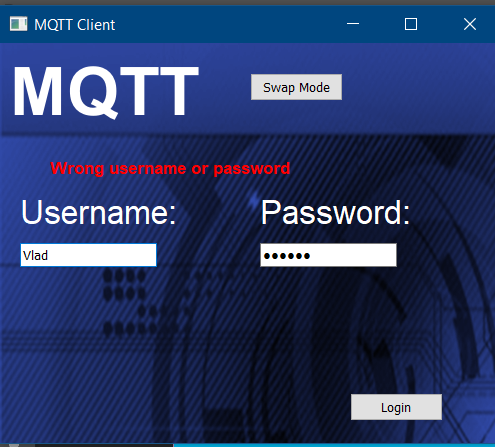 MQTT Client
MQTT
Swap Mode
Wrong username or password
Username: Password:
Vlad ••••••
Login